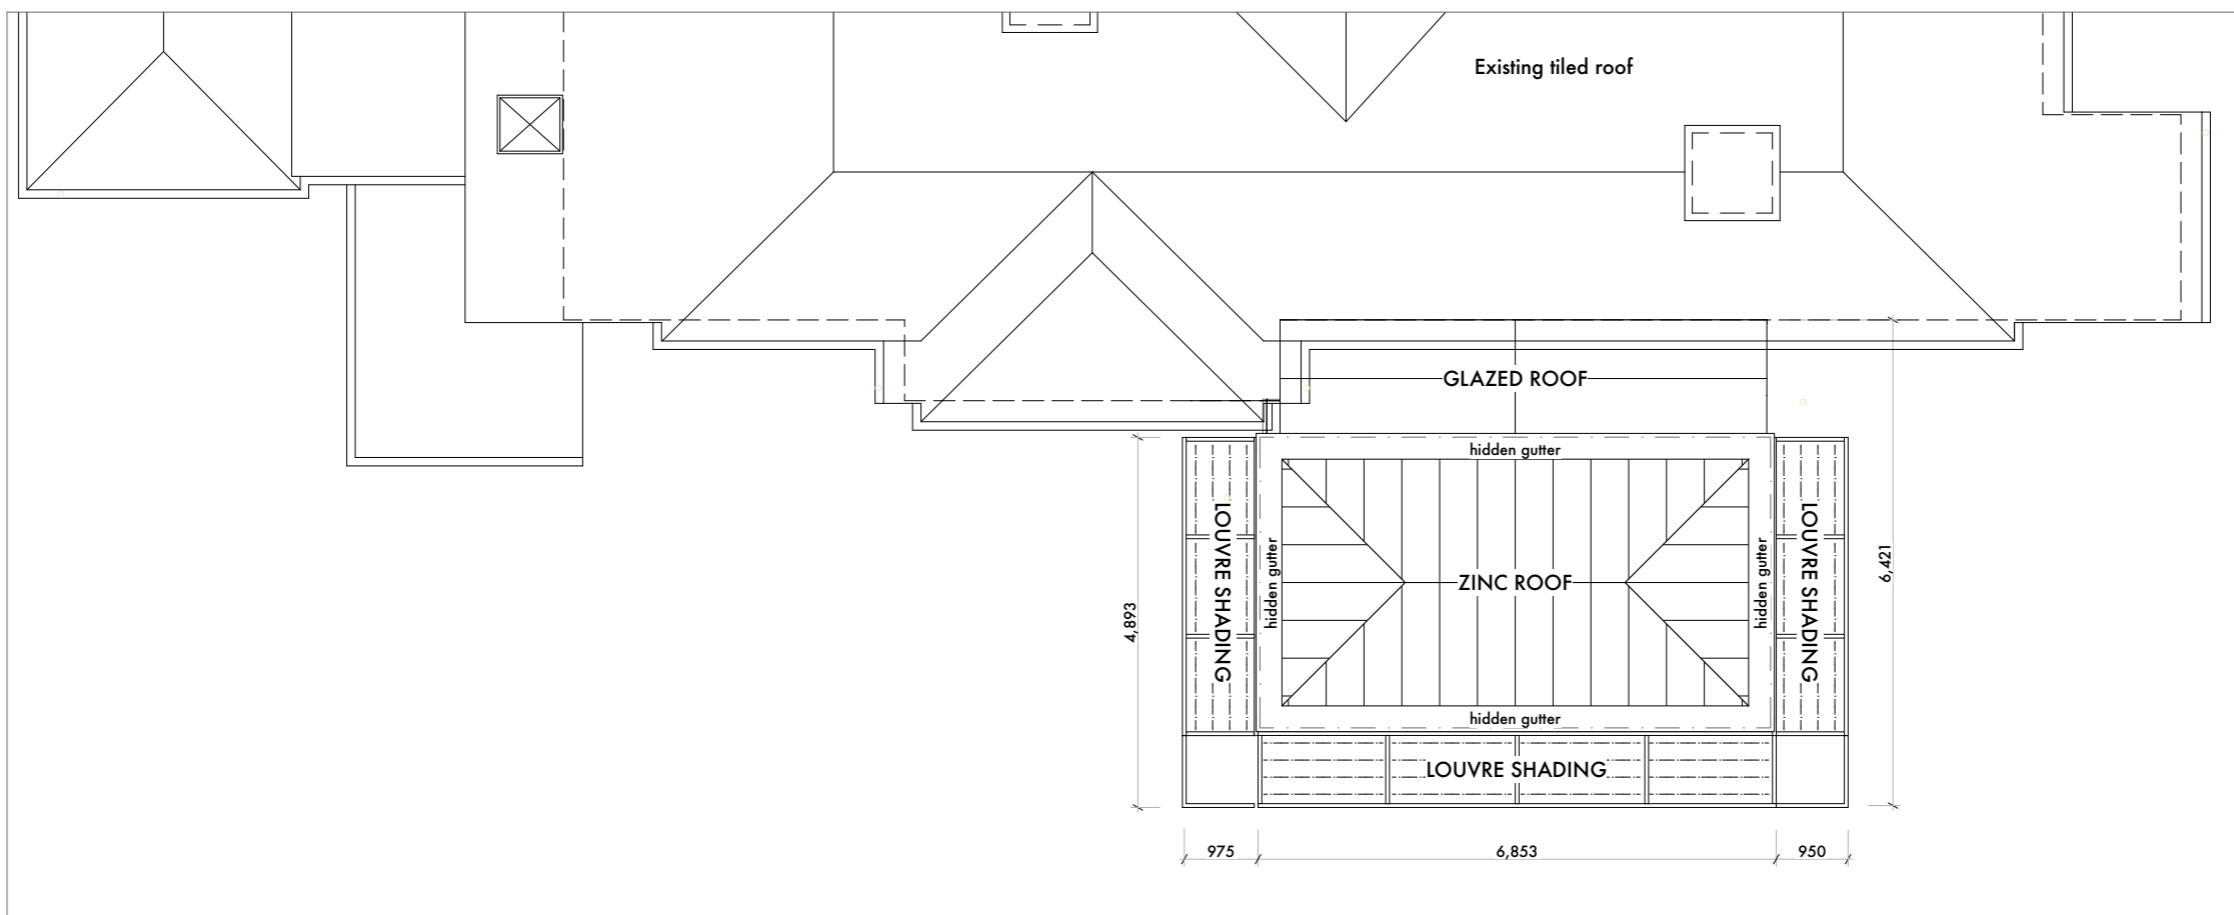 Existing tiled roof
GLAZED ROOF
hidden gutter
LOUVRE SHADING
hidden gutter
ZINC ROOF
hidden gutter
LOUVRE SHADING
6,421
4,893
hidden gutter
LOUVRE SHADING
975
6,853
950